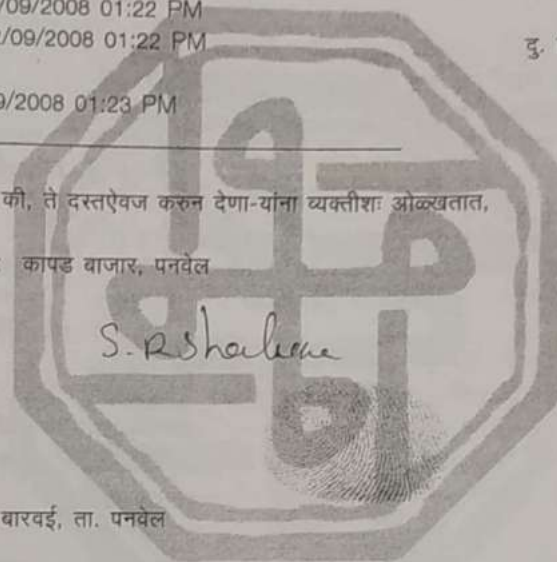 /09/2008 01:22 PM
/09/2008 01:22 PM
दु.
9/2008 01:23 PM
की, ते दस्तऐवज करुन देणा-यांना व्यक्तीशः ओळखतात,
कापड बाजार, पनवेल
बारवई, ता. पनवेल